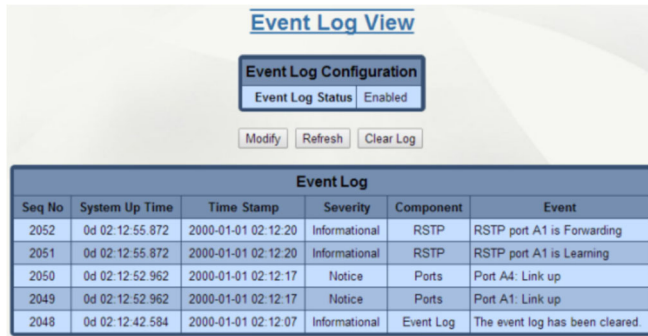 Event Log View
Event Log Configuration
Event Log Status Enabled
Modify Refresh Clear Log
Event Log
Seq No System Up Time Time Stamp Severity Component Event
2052 0d 02:12:55.872 2000-01-01 02:12:20 Informational RSTP RSTP port A1 is Forwarding
2051 0d 02:12:55.872 2000-01-01 02:12:20 Informational RSTP RSTP port A1 is Learning
2050 0d 02:12:52.962 2000-01-01 02:12:17 Notice Ports Port A4: Link up
2049 0d 02:12:52.962 2000-01-01 02:12:17 Notice Ports Port A1: Link up
2048 0d 02:12:42.584 2000-01-01 02:12:07 Informational Event Log The event log has been cleared.